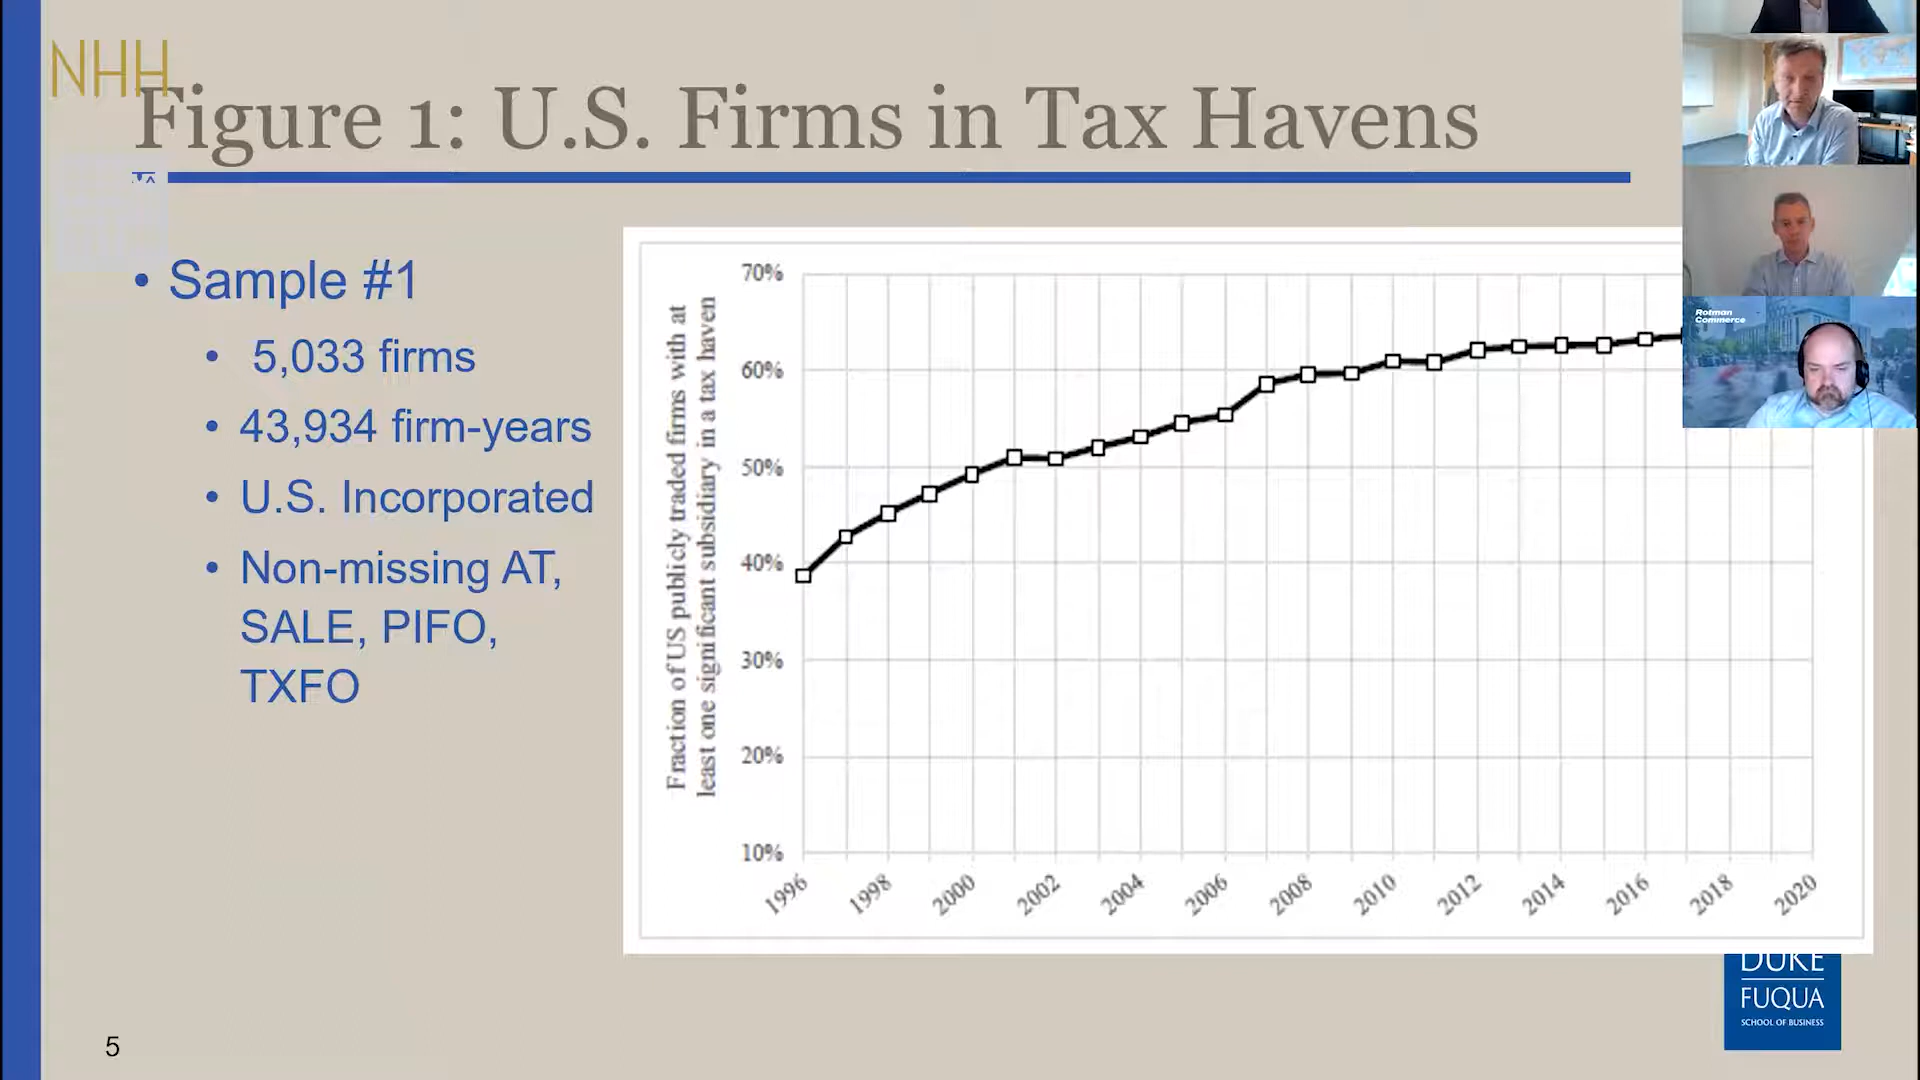 NHH
Figure 1: U.S. Firms in Tax Havens
• Sample #1
• 5,033 firms
• 43,934 firm-years
• U.S. Incorporated
• Non-missing AT,
SALE, PIFO,
TXFO
Fraction of US publicly traded firms with at
least one significant subsidiary in a tax haven
70%
60%
50%
40%
30%
20%
10%
1996
1998
2000
2002
2004
2006
2008
2010
2012
2014
2016
2018
2020
Rotman
Commerce
DUKE
FUQUA
SCHOOL OF BUSINESS
5